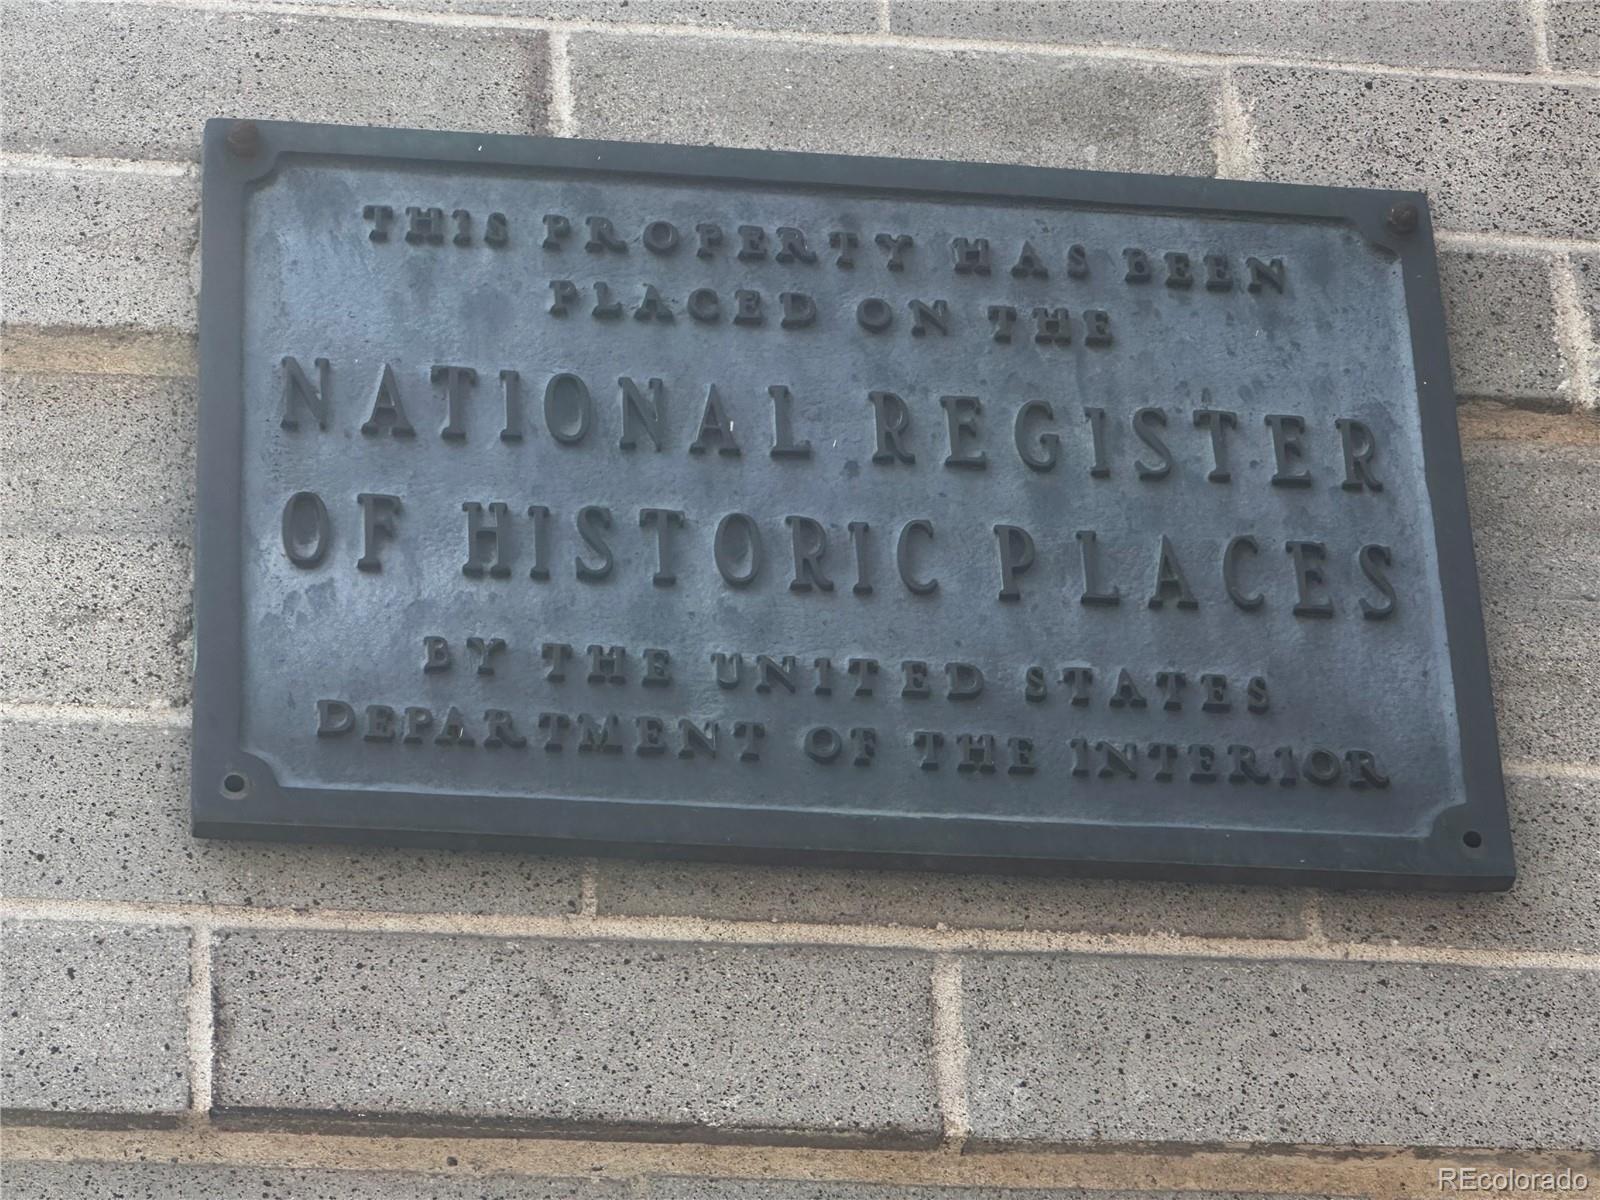 THIS PROPERTY HAS BEEN
PLACED ON THE
NATIONAL REGISTER
OF HISTORIC PLACES
BY THE UNITED STATES
DEPARTMENT OF THE INTERIOR
REcolorado